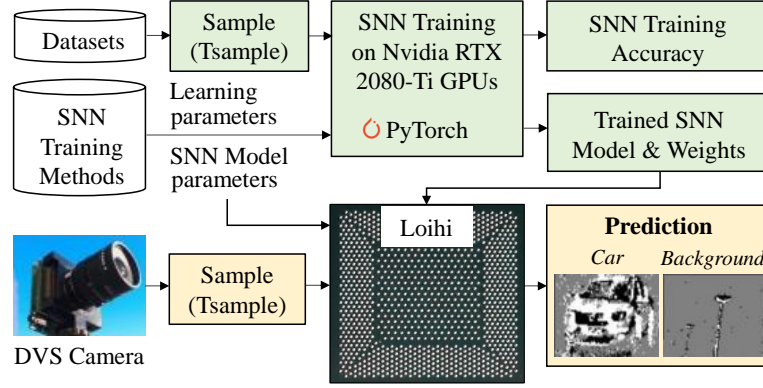 Datasets
Sample
(Tsample)
SNN Training
on Nvidia RTX
2080-Ti GPUs
PyTorch
SNN Training
Accuracy
SNN
Training
Methods
Learning
parameters
SNN Model
parameters
Trained SNN
Model & Weights
Loihi
DVS Camera
Sample
(Tsample)
Prediction
Car Background